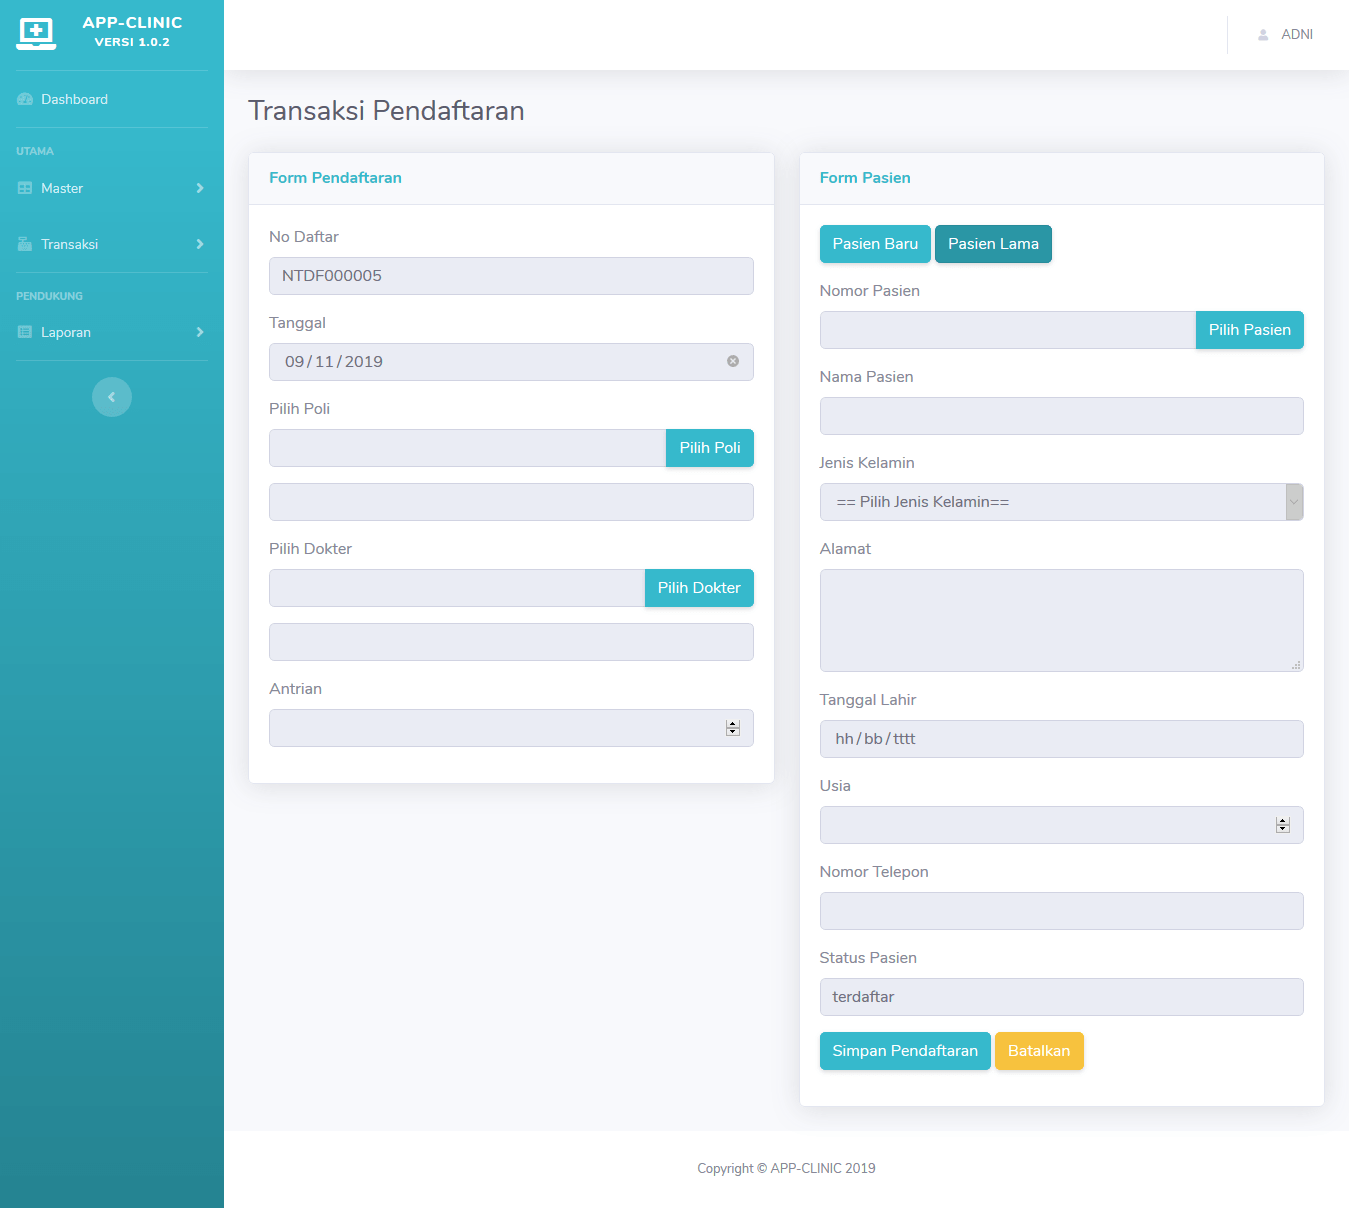 APP-CLINIC
VERSI 1.0.2
Dashboard
UTAMA
Master
Transaksi
PENDUKUNG
Laporan
ADNI
Transaksi Pendaftaran
Form Pendaftaran
No Daftar
NTDF000005
Tanggal
09/11/2019
Pilih Poli
Pilih Poli
Pilih Dokter
Pilih Dokter
Antrian
Form Pasien
Pasien Baru Pasien Lama
Nomor Pasien
Pilih Pasien
Nama Pasien
Jenis Kelamin
== Pilih Jenis Kelamin==
Alamat
Tanggal Lahir
hh/bb/tttt
Usia
Nomor Telepon
Status Pasien
terdaftar
Simpan Pendaftaran Batalkan
Copyright © APP-CLINIC 2019